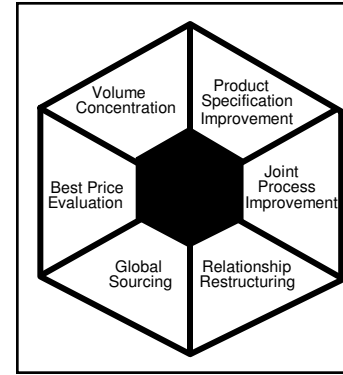 Volume
Concentration
Product
Specification
Improvement
Best Price
Evaluation
Joint
Process
Improvement
Global
Sourcing
Relationship
Restructuring